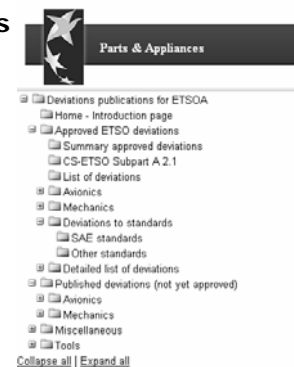 s
Parts & Appliances
Deviations publications for ETSOA
Home - Introduction page
Approved ETSO deviations
Summary approved deviations
CS-ETSO Subpart A 2.1
List of deviations
Avionics
Mechanics
Deviations to standards
SAE standards
Other standards
Detailed list of deviations
Published deviations (not yet approved)
Avionics
Mechanics
Miscellaneous
Tools
Collapse all | Expand all